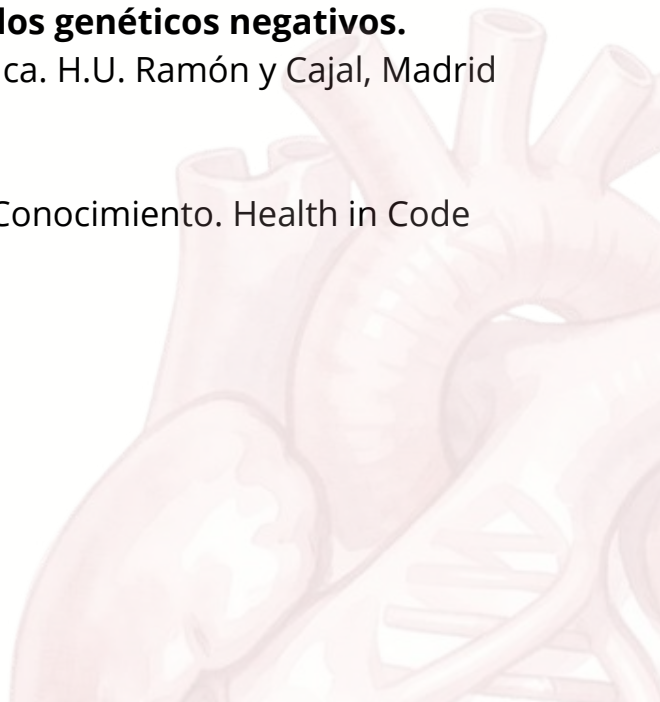 los genéticos negativos.
ca. H.U. Ramón y Cajal, Madrid
Conocimiento. Health in Code